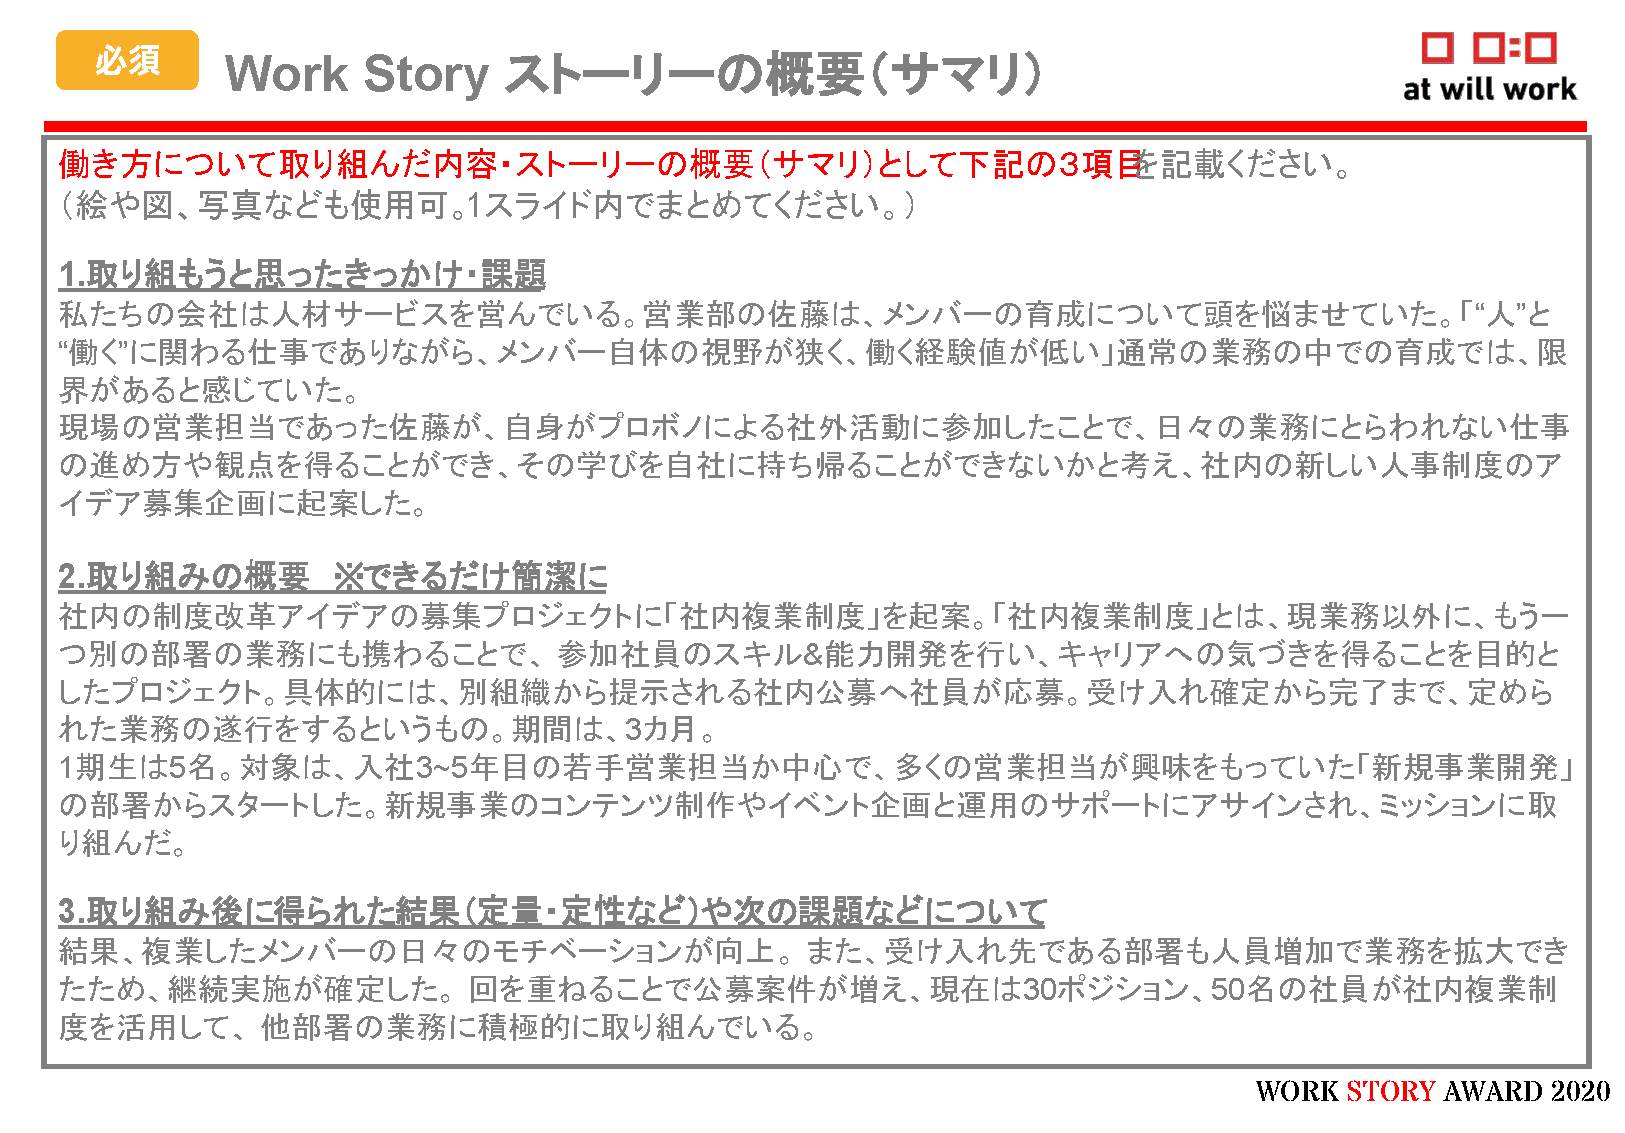 必須
Work Story ストーリーの概要（サマリ）
at will work
働き方について取り組んだ内容・ストーリーの概要（サマリ）として下記の３項目を記載ください。
（絵や図、写真なども使用可。1スライド内でまとめてください。）
1.取り組もうと思ったきっかけ・課題
私たちの会社は人材サービスを営んでいる。営業部の佐藤は、メンバーの育成について頭を悩ませていた。「“人”と
“働く”に関わる仕事でありながら、メンバー自体の視野が狭く、働く経験値が低い」通常の業務の中での育成では、限
界があると感じていた。
現場の営業担当であった佐藤が、自身がプロボノによる社外活動に参加したことで、日々の業務にとらわれない仕事
の進め方や観点を得ることができ、その学びを自社に持ち帰ることができないかと考え、社内の新しい人事制度のア
イデア募集企画に起案した。
2.取り組みの概要　※できるだけ簡潔に
社内の制度改革アイデアの募集プロジェクトに「社内複業制度」を起案。「社内複業制度」とは、現業務以外に、もう一
つ別の部署の業務にも携わることで、 参加社員のスキル&能力開発を行い、キャリアへの気づきを得ることを目的と
したプロジェクト。具体的には、別組織から提示される社内公募へ社員が応募。受け入れ確定から完了まで、定めら
れた業務の遂行をするというもの。期間は、3カ月。
1期生は5名。対象は、入社3~5年目の若手営業担当か中心で、多くの営業担当が興味をもっていた「新規事業開発」
の部署からスタートした。新規事業のコンテンツ制作やイベント企画と運用のサポートにアサインされ、ミッションに取
り組んだ。
3.取り組み後に得られた結果（定量・定性など）や次の課題などについて
結果、複業したメンバーの日々のモチベーションが向上。 また、受け入れ先である部署も人員増加で業務を拡大でき
たため、継続実施が確定した。 回を重ねることで公募案件が増え、現在は30ポジション、50名の社員が社内複業制
度を活用して、 他部署の業務に積極的に取り組んでいる。
WORK STORY AWARD 2020